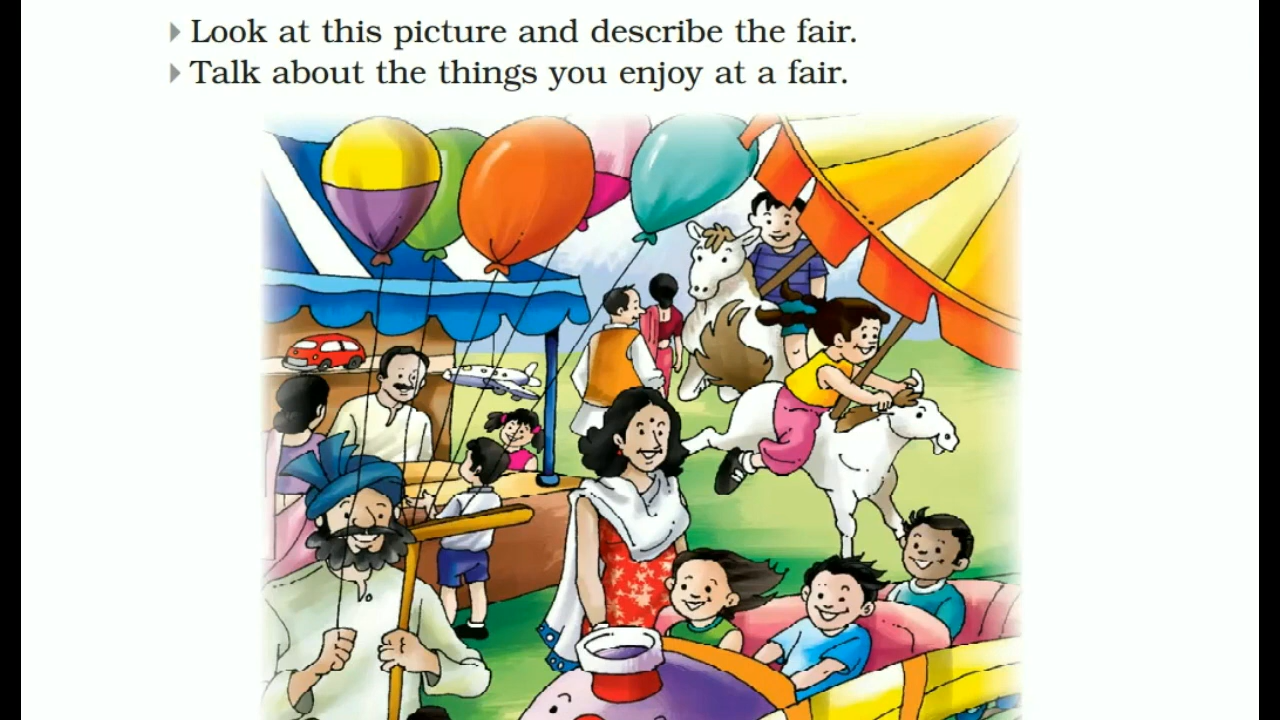 Look at this picture and describe the fair.
Talk about the things you enjoy at a fair.